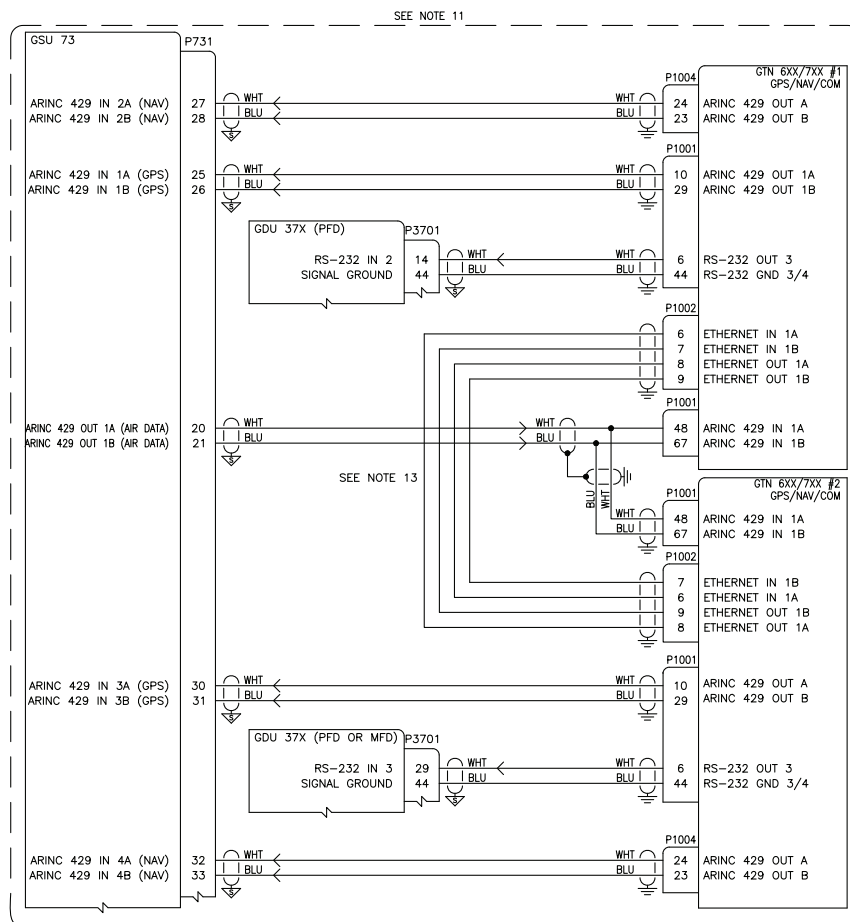 SEE NOTE 11
GSU 73
P731
GTN 6XX/7XX #1
GPS/NAV/COM
P1004
ARINC 429 IN 2A (NAV) 27 WHT WHT 24 ARINC 429 OUT A
ARINC 429 IN 2B (NAV) 28 BLU BLU 23 ARINC 429 OUT B
S
P1001
ARINC 429 IN 1A (GPS) 25 WHT WHT 10 ARINC 429 OUT 1A
ARINC 429 IN 1B (GPS) 26 BLU BLU 29 ARINC 429 OUT 1B
S
GDU 37X (PFD) P3701
RS-232 IN 2 14 WHT WHT 6 RS-232 OUT 3
SIGNAL GROUND 44 BLU BLU 44 RS-232 GND 3/4
S
P1002
6 ETHERNET IN 1A
7 ETHERNET IN 1B
8 ETHERNET OUT 1A
9 ETHERNET OUT 1B
P1001
ARINC 429 OUT 1A (AIR DATA) 20 WHT WHT 48 ARINC 429 IN 1A
ARINC 429 OUT 1B (AIR DATA) 21 BLU BLU 67 ARINC 429 IN 1B
S
SEE NOTE 13
BLU
WHT
GTN 6XX/7XX #2
GPS/NAV/COM
P1001
WHT 48 ARINC 429 IN 1A
BLU 67 ARINC 429 IN 1B
P1002
7 ETHERNET IN 1B
6 ETHERNET IN 1A
9 ETHERNET OUT 1B
8 ETHERNET OUT 1A
P1001
ARINC 429 IN 3A (GPS) 30 WHT WHT 10 ARINC 429 OUT A
ARINC 429 IN 3B (GPS) 31 BLU BLU 29 ARINC 429 OUT B
S
GDU 37X (PFD OR MFD) P3701
RS-232 IN 3 29 WHT WHT 6 RS-232 OUT 3
SIGNAL GROUND 44 BLU BLU 44 RS-232 GND 3/4
S
P1004
ARINC 429 IN 4A (NAV) 32 WHT WHT 24 ARINC 429 OUT A
ARINC 429 IN 4B (NAV) 33 BLU BLU 23 ARINC 429 OUT B
S